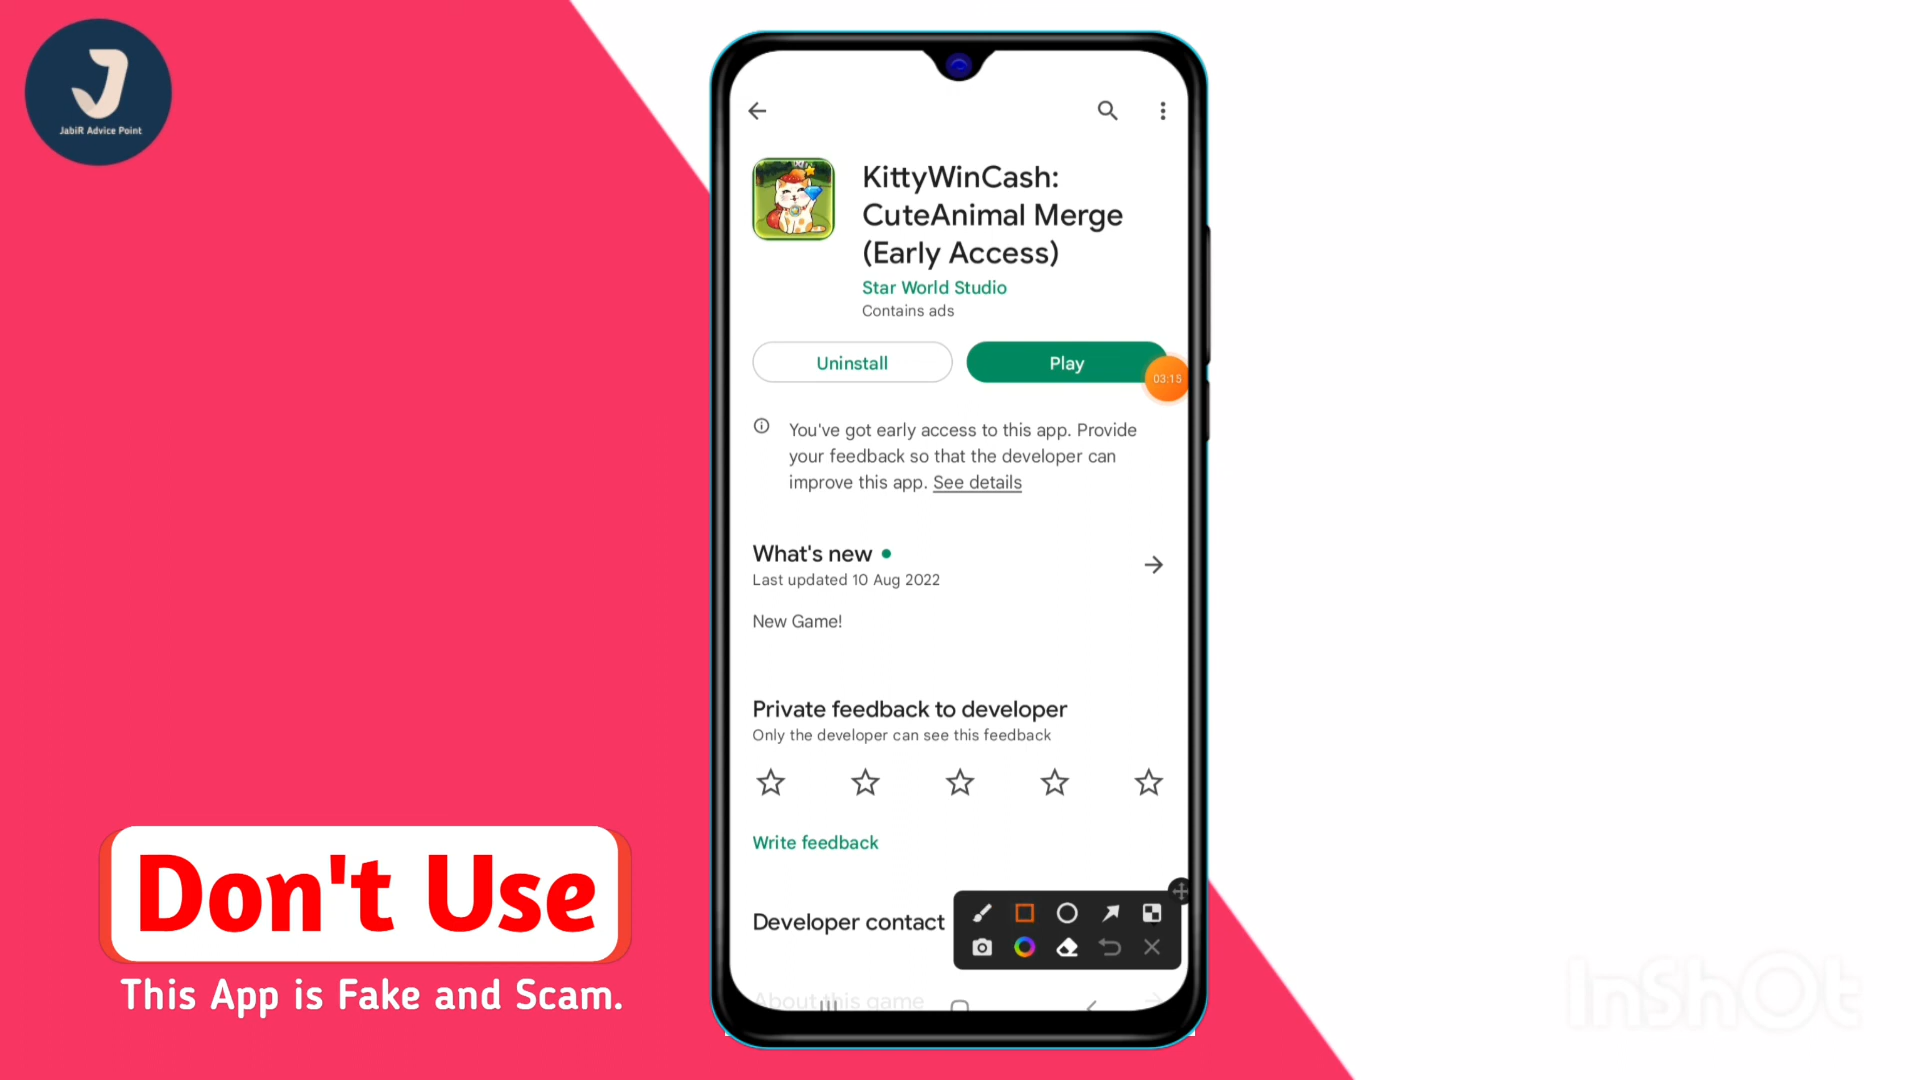 JabiR Advice Point
KittyWinCash:
CuteAnimal Merge
(Early Access)
Star World Studio
Contains ads
Uninstall
Play
03:15
You've got early access to this app. Provide
your feedback so that the developer can
improve this app. See details
What's new
Last updated 10 Aug 2022
New Game!
Private feedback to developer
Only the developer can see this feedback
Write feedback
Developer contact
About this game
Don't Use
This App is Fake and Scam.
InShOt